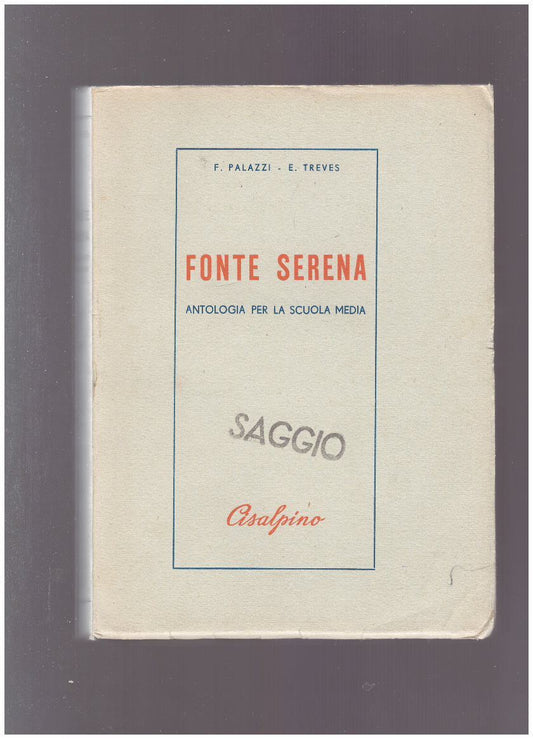 F. PALAZZI - E. TREVES
FONTE SERENA
ANTOLOGIA PER LA SCUOLA MEDIA
SAGGIO
Cisalpino